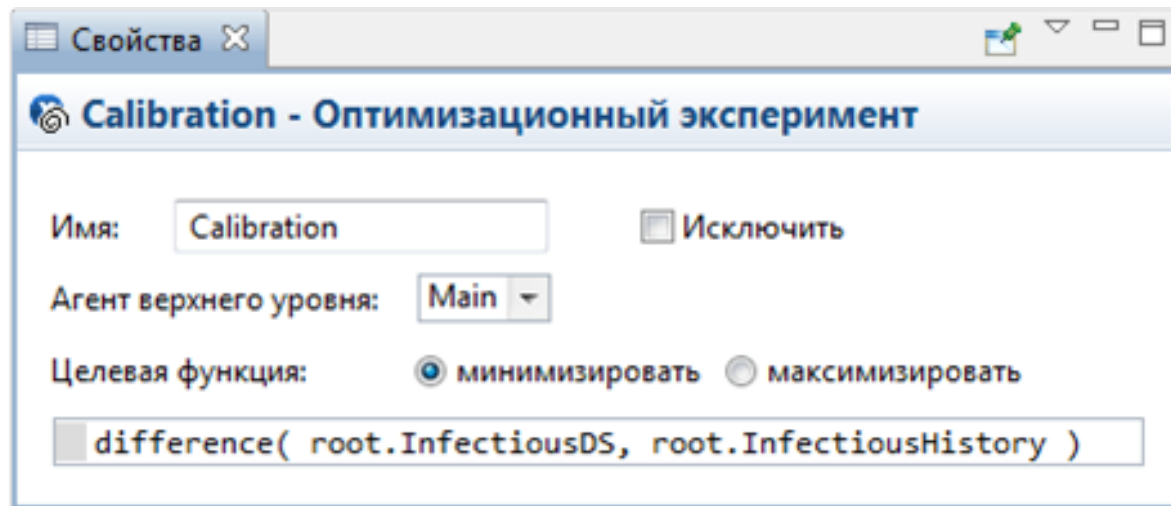 Свойства
Calibration - Оптимизационный эксперимент
Имя: Calibration Исключить
Агент верхнего уровня: Main
Целевая функция: минимизировать максимизировать
difference( root.InfectiousDS, root.InfectiousHistory )